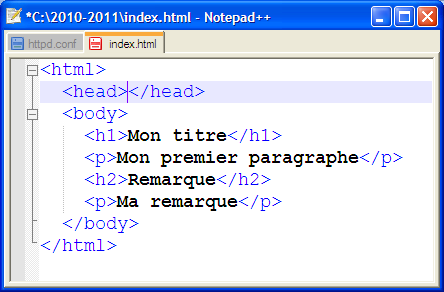 *C:\2010-2011\index.html - Notepad++
httpd.conf index.html
<html>
<head></head>
<body>
<h1>Mon titre</h1>
<p>Mon premier paragraphe</p>
<h2>Remarque</h2>
<p>Ma remarque</p>
</body>
</html>